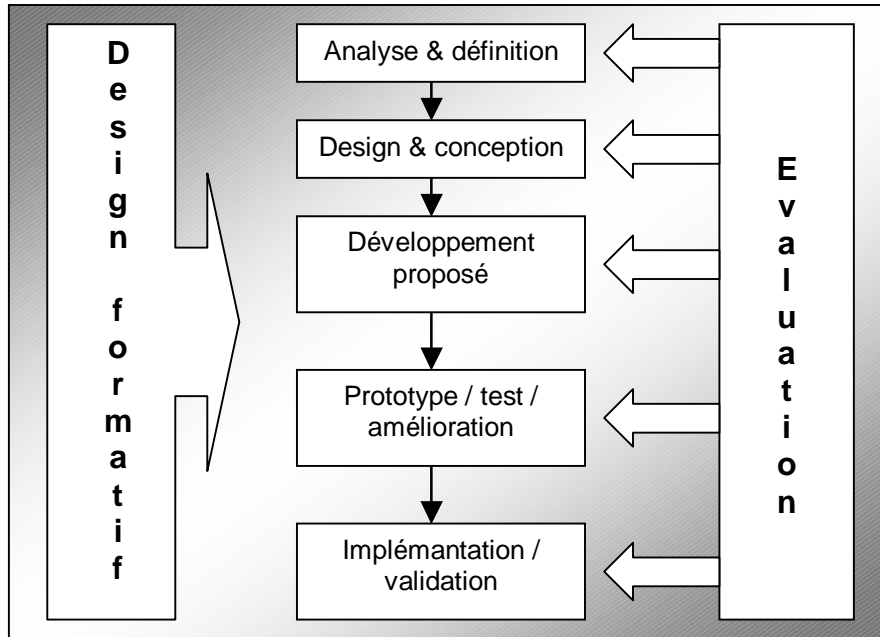 Design formatif
Analyse & définition
Design & conception
Développement
proposé
Prototype / test /
amélioration
Implémantation /
validation
Evaluation